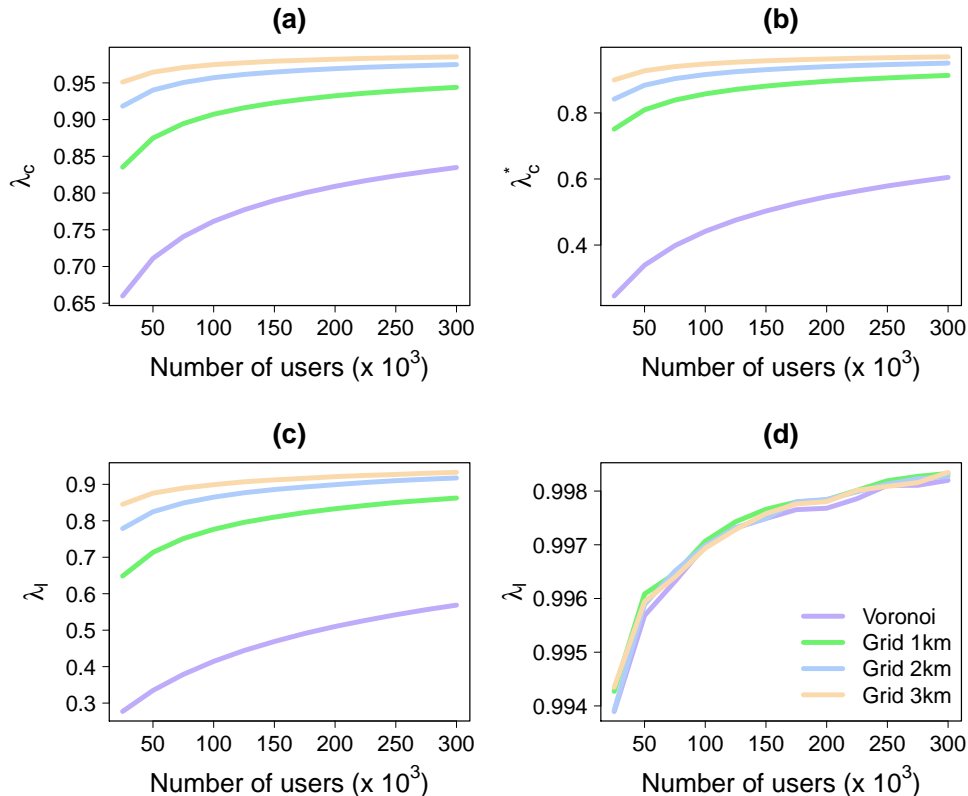 (a)
0.95
0.90
0.85
0.80
0.75
0.70
0.65
λc
50 100 150 200 250 300
Number of users (x 10³)
(b)
0.8
0.6
0.4
λc*
50 100 150 200 250 300
Number of users (x 10³)
(c)
0.9
0.8
0.7
0.6
0.5
0.4
0.3
λl
50 100 150 200 250 300
Number of users (x 10³)
(d)
0.998
0.997
0.996
0.995
0.994
λl
Voronoi
Grid 1km
Grid 2km
Grid 3km
50 100 150 200 250 300
Number of users (x 10³)